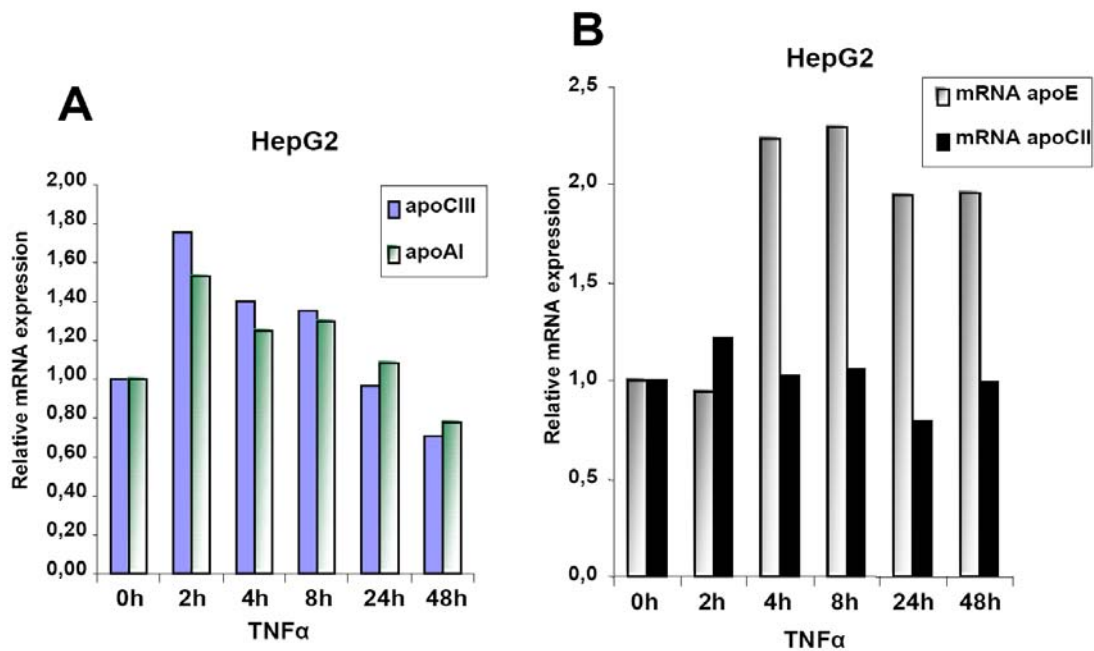 A
HepG2
apoCIII
apoAI
Relative mRNA expression
2,00
1,80
1,60
1,40
1,20
1,00
0,80
0,60
0,40
0,20
0,00
0h 2h 4h 8h 24h 48h
TNFα
B
HepG2
mRNA apoE
mRNA apoCII
Relative mRNA expression
2,5
2,0
1,5
1,0
0,5
0,0
0h 2h 4h 8h 24h 48h
TNFα